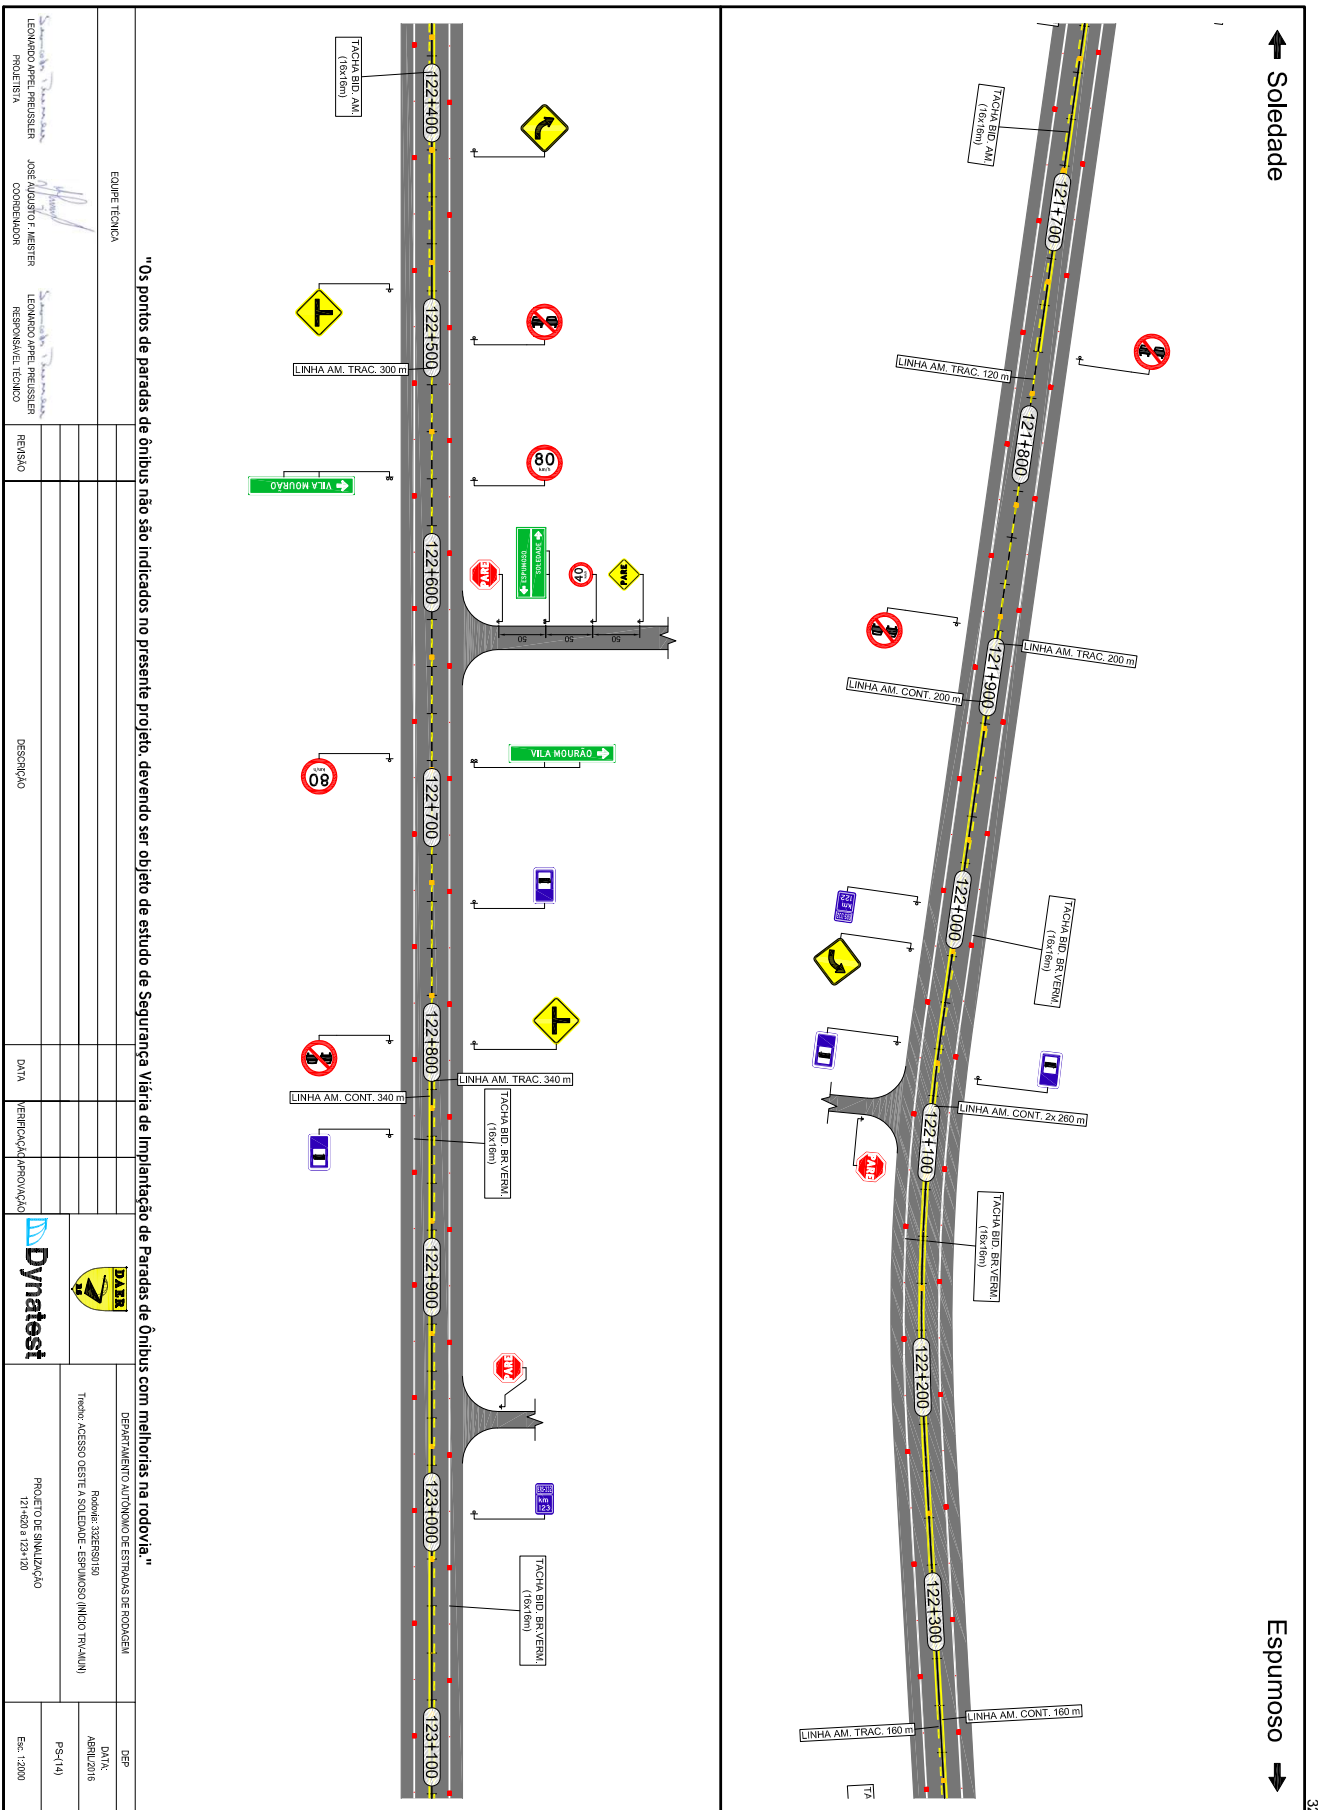 Soledade
Espumoso
32
TACHA BID. AM.
(16x16m)
121+700
LINHA AM. TRAC. 120 m
121+800
LINHA AM. TRAC. 200 m
121+900
LINHA AM. CONT. 200 m
km
122
122+000
TACHA BID. BR.VERM.
(16x16m)
LINHA AM. CONT. 2x 260 m
122+100
PARE
TACHA BID. BR.VERM.
(16x16m)
122+200
122+300
LINHA AM. CONT. 160 m
LINHA AM. TRAC. 160 m
TA
TACHA BID. AM.
(16x16m)
122+400
122+500
LINHA AM. TRAC. 300 m
80
km/h
VILA MOURÃO
122+600
PARE
SOLEDADE
ESPUMOSO
40
PARE
50
50
50
VILA MOURÃO
80
km/h
122+700
122+800
LINHA AM. TRAC. 340 m
LINHA AM. CONT. 340 m
TACHA BID. BR.VERM.
(16x16m)
122+900
PARE
km
123
123+000
TACHA BID. BR.VERM.
(16x16m)
123+100
"Os pontos de paradas de ônibus não são indicados no presente projeto, devendo ser objeto de estudo de Segurança Viária de Implantação de Paradas de Ônibus com melhorias na rodovia."
EQUIPE TÉCNICA
LEONARDO APPEL PREUSSLER
PROJETISTA
JOSÉ AUGUSTO F. MEISTER
COORDENADOR
LEONARDO APPEL PREUSSLER
RESPONSÁVEL TÉCNICO
REVISÃO
DESCRIÇÃO
DATA
VERIFICAÇÃO
APROVAÇÃO
DAER
RS
Dynatest
DEPARTAMENTO AUTÔNOMO DE ESTRADAS DE RODAGEM
Rodovia: 332ERS0150
Trecho: ACESSO OESTE A SOLEDADE - ESPUMOSO (INÍCIO TRV-MUN)
PROJETO DE SINALIZAÇÃO
121+620 a 123+120
DEP
DATA:
ABRIL/2016
PS-(14)
Esc. 1:2000